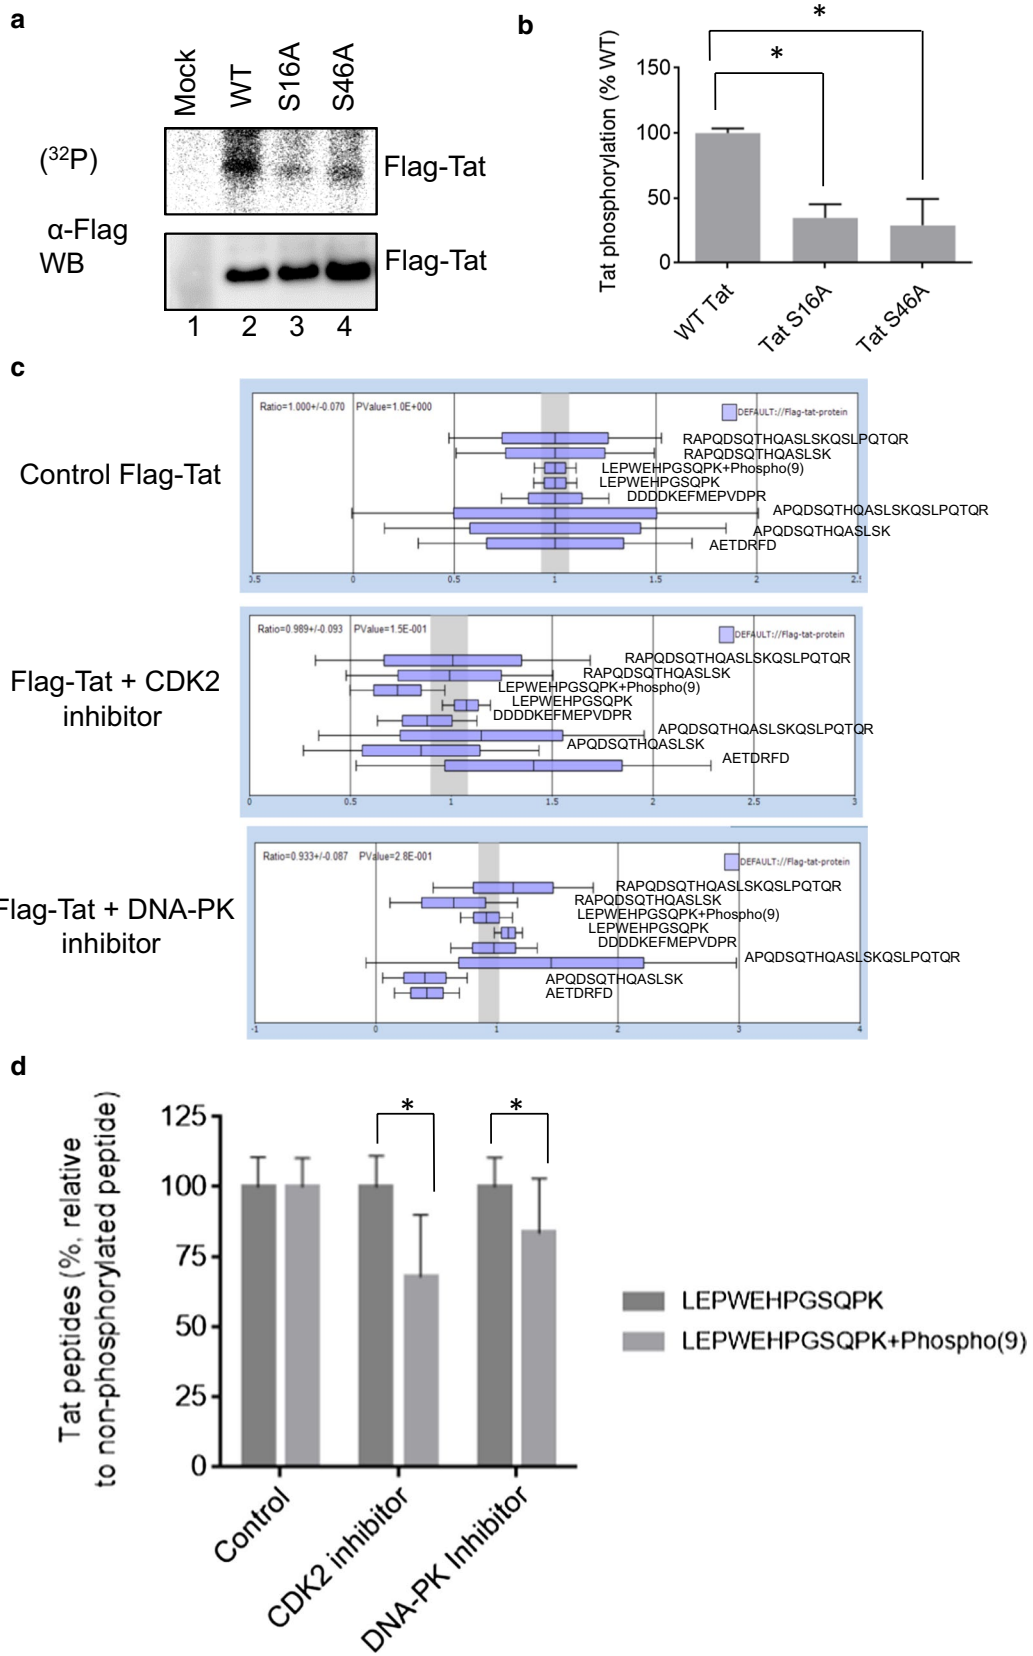 a
Mock
WT
S16A
S46A
(³²P)
Flag-Tat
α-Flag
WB
Flag-Tat
1 2 3 4
b
*
*
Tat phosphorylation (% WT)
150
100
50
0
WT Tat
Tat S16A
Tat S46A
c
Control Flag-Tat
Ratio=1.000+/-0.070 PValue=1.0E+000
DEFAULT://Flag-tat-protein
RAPQDSQTHQASLSKQSLPQTQR
RAPQDSQTHQASLSK
LEPWEHPGSQPK+Phospho(9)
LEPWEHPGSQPK
DDDDKEFMEPVDPR
APQDSQTHQASLSKQSLPQTQR
APQDSQTHQASLSK
AETDRFD
0.5 0 0.5 1 1.5 2 2.5
Flag-Tat + CDK2
inhibitor
Ratio=0.989+/-0.093 PValue=1.5E-001
DEFAULT://Flag-tat-protein
RAPQDSQTHQASLSKQSLPQTQR
RAPQDSQTHQASLSK
LEPWEHPGSQPK+Phospho(9)
LEPWEHPGSQPK
DDDDKEFMEPVDPR
APQDSQTHQASLSKQSLPQTQR
APQDSQTHQASLSK
AETDRFD
0 0.5 1 1.5 2 2.5 3
Flag-Tat + DNA-PK
inhibitor
Ratio=0.933+/-0.087 PValue=2.8E-001
DEFAULT://Flag-tat-protein
RAPQDSQTHQASLSKQSLPQTQR
RAPQDSQTHQASLSK
LEPWEHPGSQPK+Phospho(9)
LEPWEHPGSQPK
DDDDKEFMEPVDPR
APQDSQTHQASLSKQSLPQTQR
APQDSQTHQASLSK
AETDRFD
-1 0 1 2 3 4
d
Tat peptides (%, relative
to non-phosphorylated peptide)
125
100
75
50
25
0
*
*
Control
CDK2 inhibitor
DNA-PK Inhibitor
LEPWEHPGSQPK
LEPWEHPGSQPK+Phospho(9)